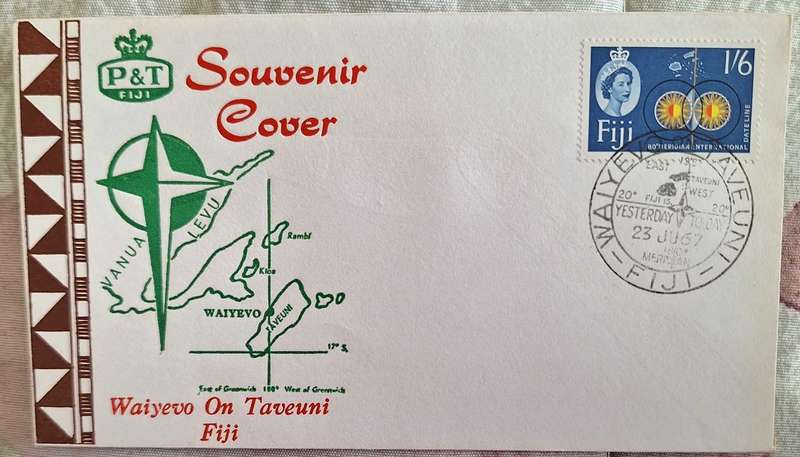 P&T
FIJI
Souvenir
Cover
VANUA
LEVU
Rambi
Kioa
WAIYEVO
TAVEUNI
17° S.
East of Greenwich 180° West of Greenwich
Waiyevo On Taveuni
Fiji
1/6
Fiji
180° MERIDIAN INTERNATIONAL
DATELINE
WAIYEVO TAVEUNI
EAST
TAVEUNI
WEST
20° FIJI IS. 20°
YESTERDAY TODAY
23 JU 67
180TH
MERIDIAN
FIJI